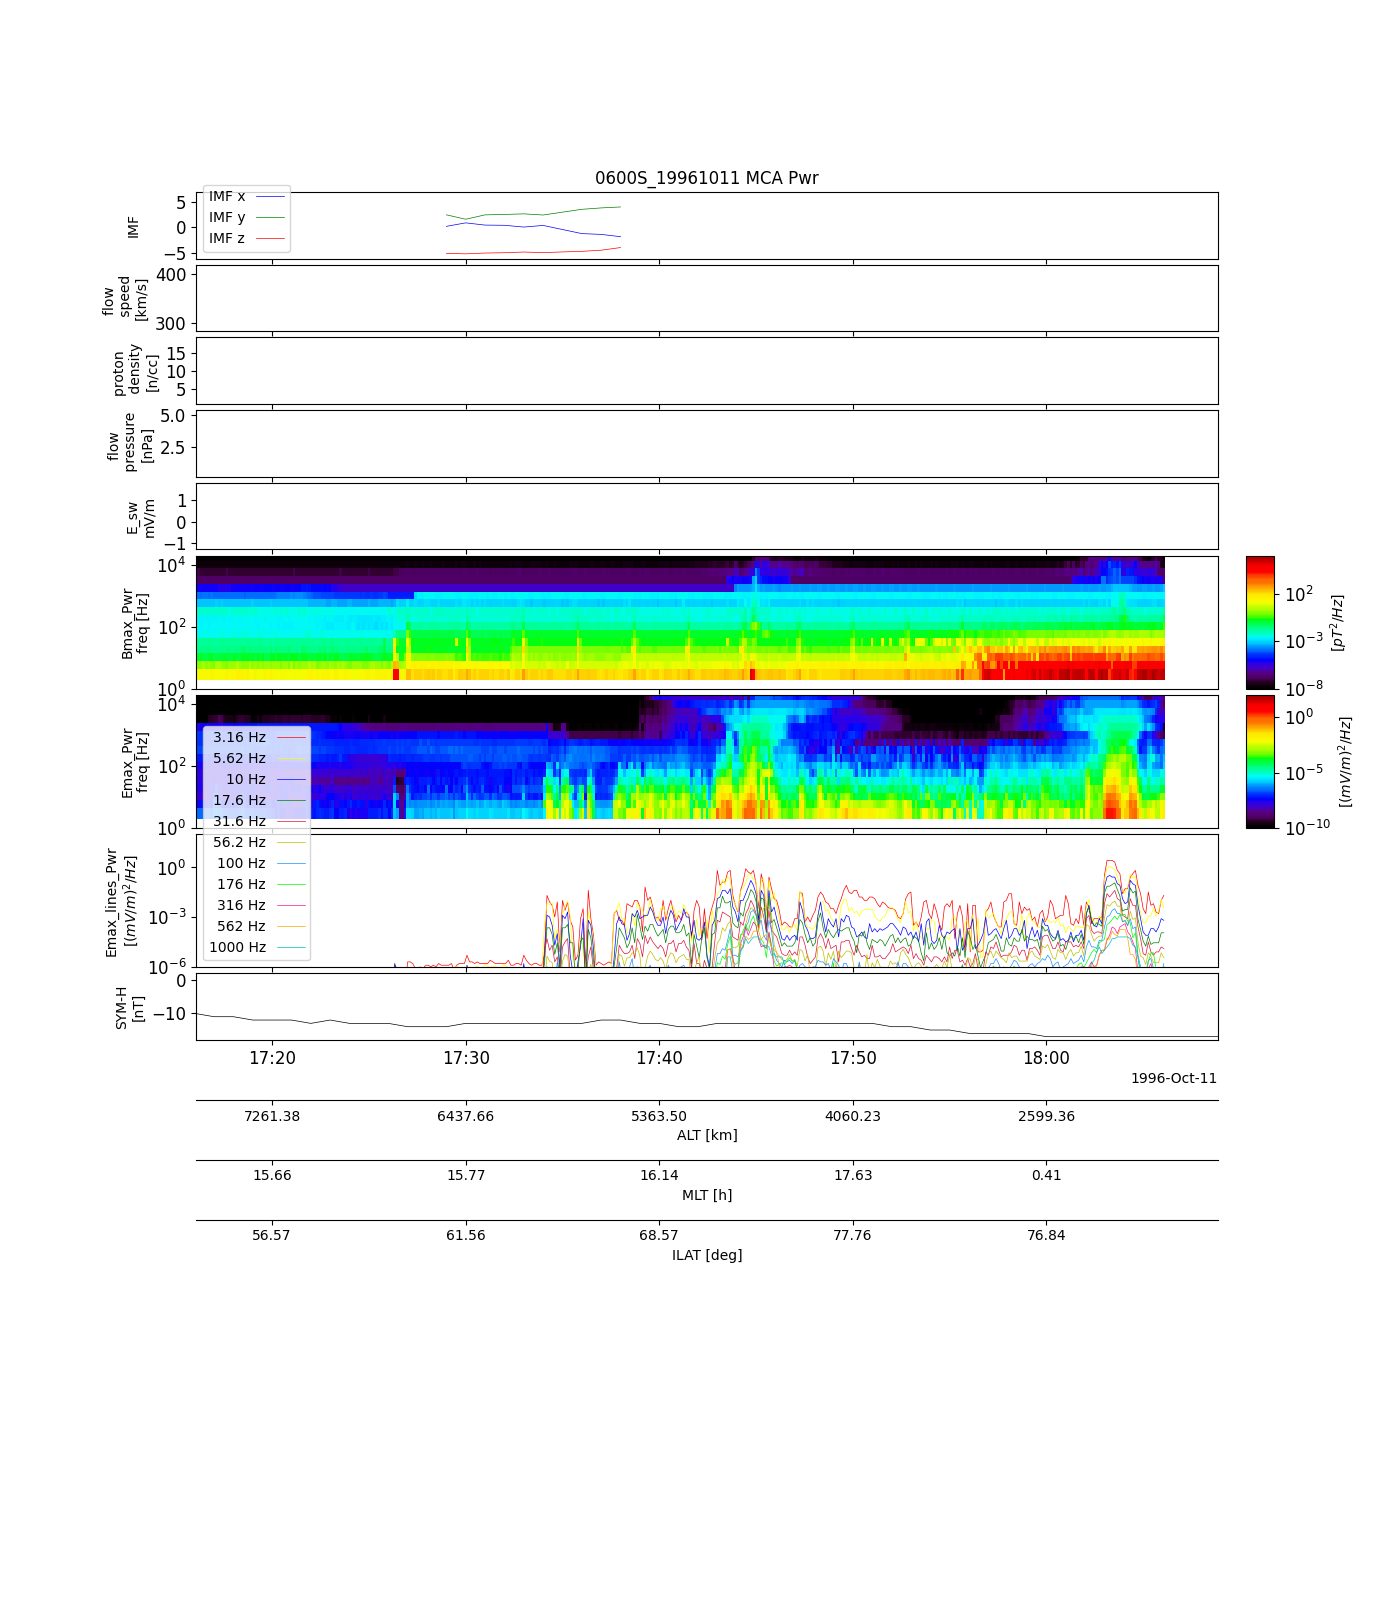 0600S_19961011 MCA Pwr
IMF
5
0
−5
IMF x
IMF y
IMF z
flow
speed
[km/s]
400
300
proton
density
[n/cc]
15
10
5
flow
pressure
[nPa]
5.0
2.5
E_sw
mV/m
1
0
−1
Bmax_Pwr
freq [Hz]
10^4
10^2
10^0
10^2
10^−3
10^−8
[pT^2/Hz]
Emax_Pwr
freq [Hz]
10^4
10^2
10^0
10^0
10^−5
10^−10
[(mV/m)^2/Hz]
3.16 Hz
5.62 Hz
10 Hz
17.6 Hz
31.6 Hz
56.2 Hz
100 Hz
176 Hz
316 Hz
562 Hz
1000 Hz
Emax_lines_Pwr
[(mV/m)^2/Hz]
10^0
10^−3
10^−6
SYM-H
[nT]
0
−10
17:20 17:30 17:40 17:50 18:00
1996-Oct-11
7261.38 6437.66 5363.50 4060.23 2599.36
ALT [km]
15.66 15.77 16.14 17.63 0.41
MLT [h]
56.57 61.56 68.57 77.76 76.84
ILAT [deg]